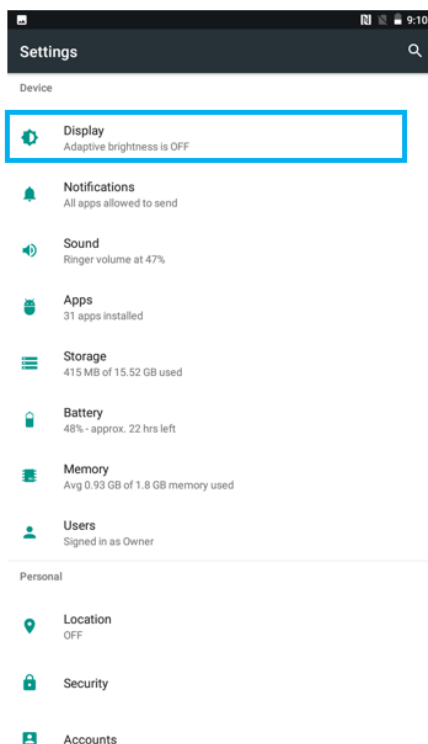 9:10
Settings
Device
Display
Adaptive brightness is OFF
Notifications
All apps allowed to send
Sound
Ringer volume at 47%
Apps
31 apps installed
Storage
415 MB of 15.52 GB used
Battery
48% - approx. 22 hrs left
Memory
Avg 0.93 GB of 1.8 GB memory used
Users
Signed in as Owner
Personal
Location
OFF
Security
Accounts